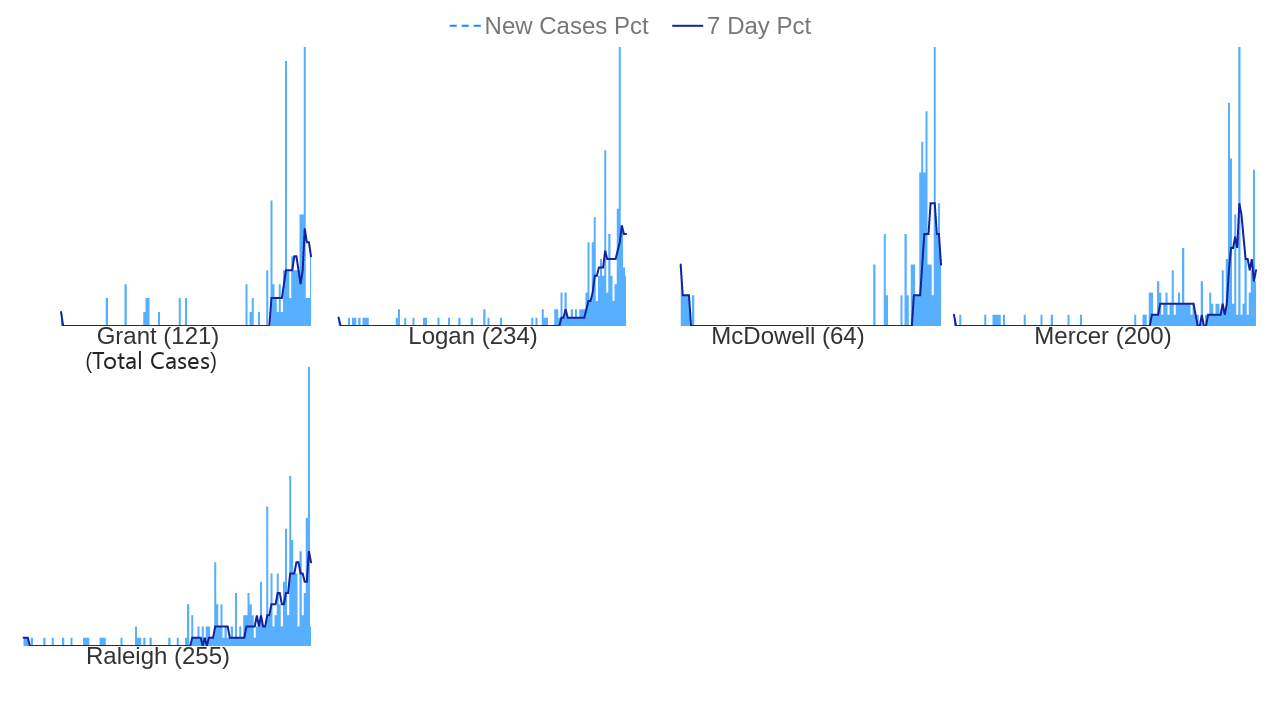 New Cases Pct 7 Day Pct
Grant (121) Logan (234) McDowell (64) Mercer (200)
(Total Cases)
Raleigh (255)